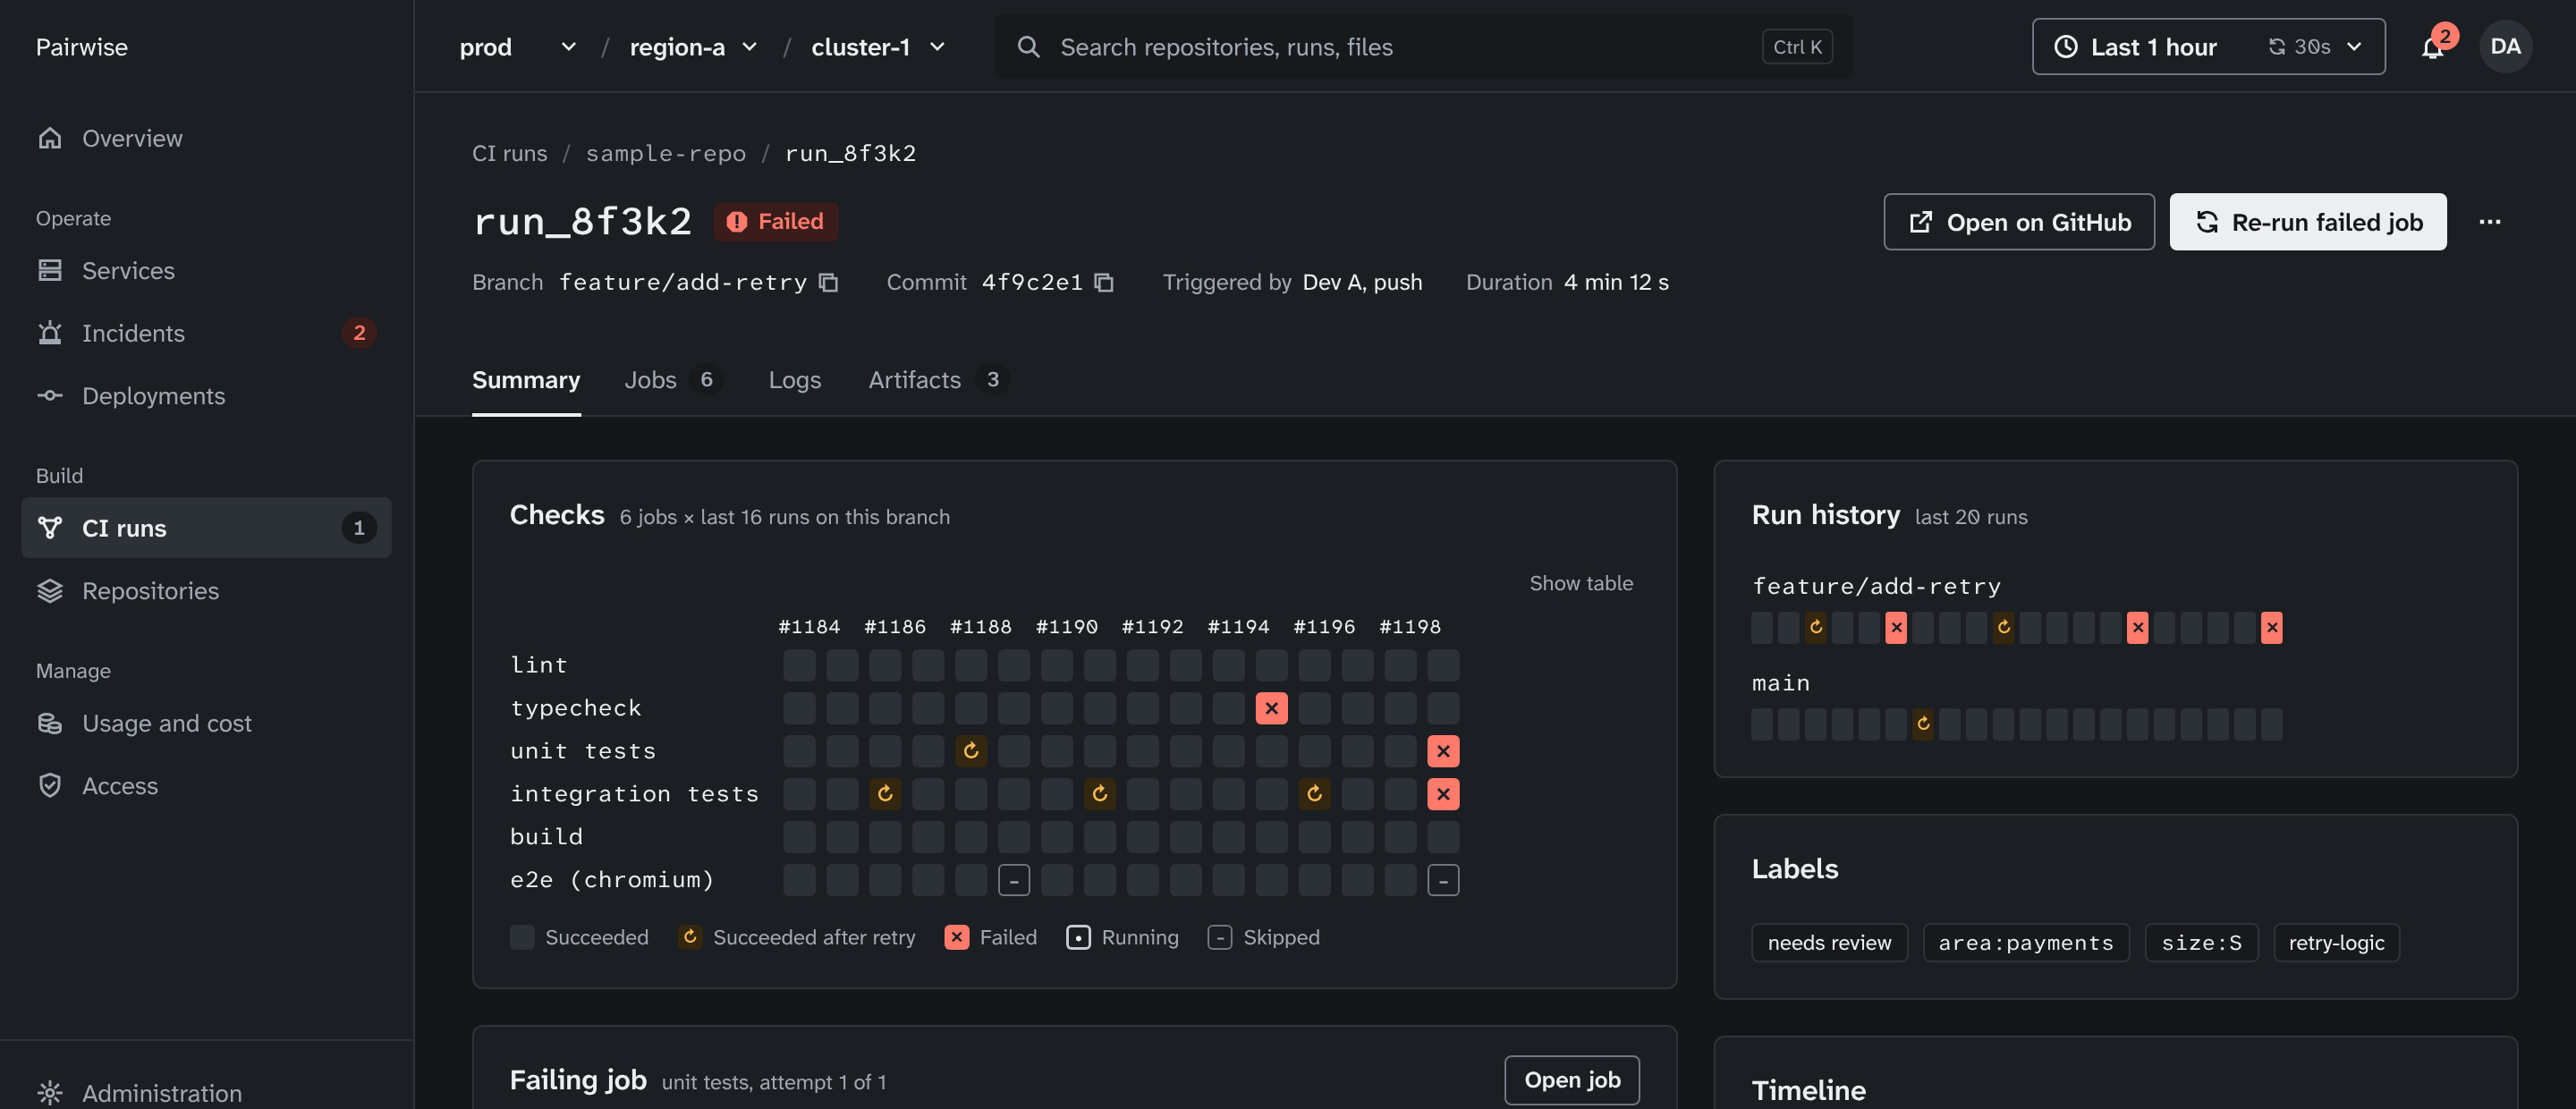 Pairwise
Overview
Operate
Services
Incidents 2
Deployments
Build
CI runs 1
Repositories
Manage
Usage and cost
Access
Administration
prod / region-a / cluster-1
Search repositories, runs, files Ctrl K
Last 1 hour 30s
2
DA
CI runs / sample-repo / run_8f3k2
run_8f3k2 Failed
Open on GitHub
Re-run failed job
Branch feature/add-retry Commit 4f9c2e1 Triggered by Dev A, push Duration 4 min 12 s
Summary Jobs 6 Logs Artifacts 3
Checks 6 jobs × last 16 runs on this branch
Show table
#1184 #1186 #1188 #1190 #1192 #1194 #1196 #1198
lint
typecheck
unit tests
integration tests
build
e2e (chromium)
Succeeded Succeeded after retry Failed Running Skipped
Failing job unit tests, attempt 1 of 1
Open job
Run history last 20 runs
feature/add-retry
main
Labels
needs review area:payments size:S retry-logic
Timeline